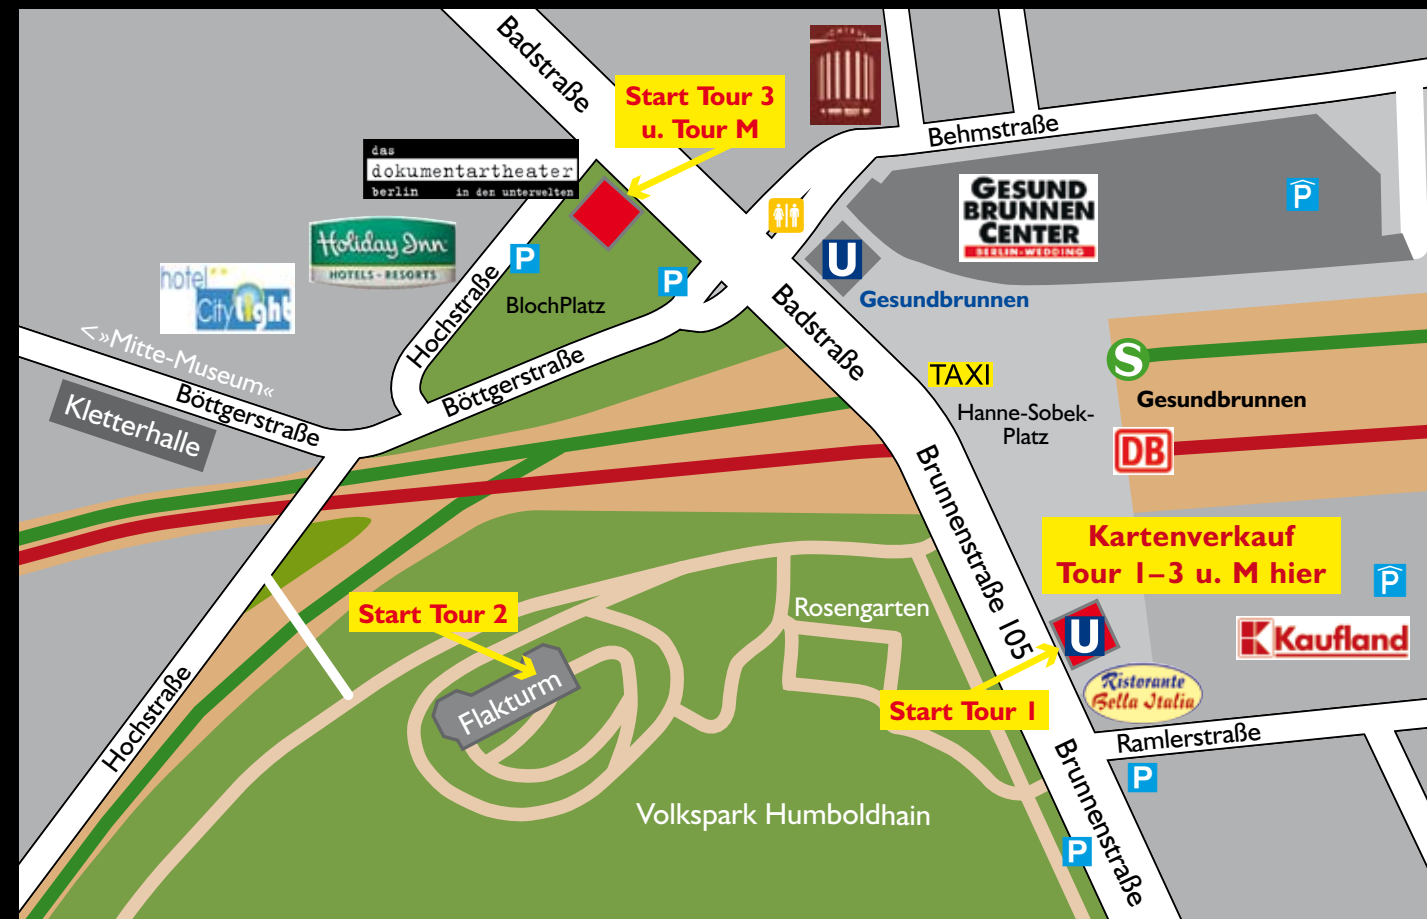 Badstraße
Start Tour 3
u. Tour M
Behmstraße
das
dokumentartheater
berlin in den unterwelten
GESUND
BRUNNEN
CENTER
BERLIN-WEDDING
P
Holiday Inn
HOTELS - RESORTS
hotel
City light
P
P
U
Gesundbrunnen
BlochPlatz
Hochstraße
Badstraße
<»Mitte-Museum«
Böttgerstraße
Böttgerstraße
Kletterhalle
TAXI
S
Gesundbrunnen
Hanne-Sobek-
Platz
DB
Brunnenstraße 105
Kartenverkauf
Tour 1–3 u. M hier
P
Start Tour 2
Rosengarten
U
Kaufland
Flakturm
Start Tour 1
Ristorante
Bella Italia
Hochstraße
Ramlerstraße
P
Volkspark Humboldhain
Brunnenstraße
P